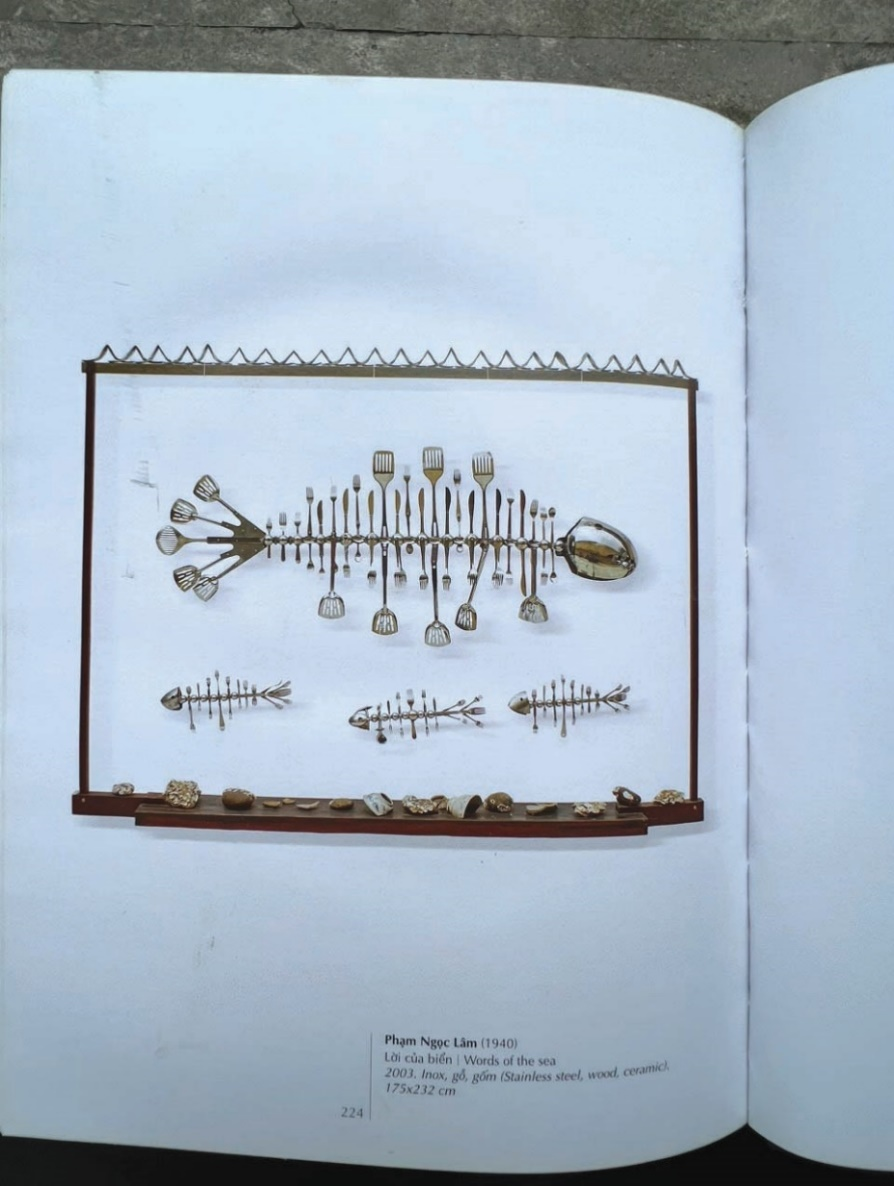 Phạm Ngọc Lâm (1940)
Lời của biển | Words of the sea
2003. Inox, gỗ, gốm (Stainless steel, wood, ceramic).
175x232 cm
224